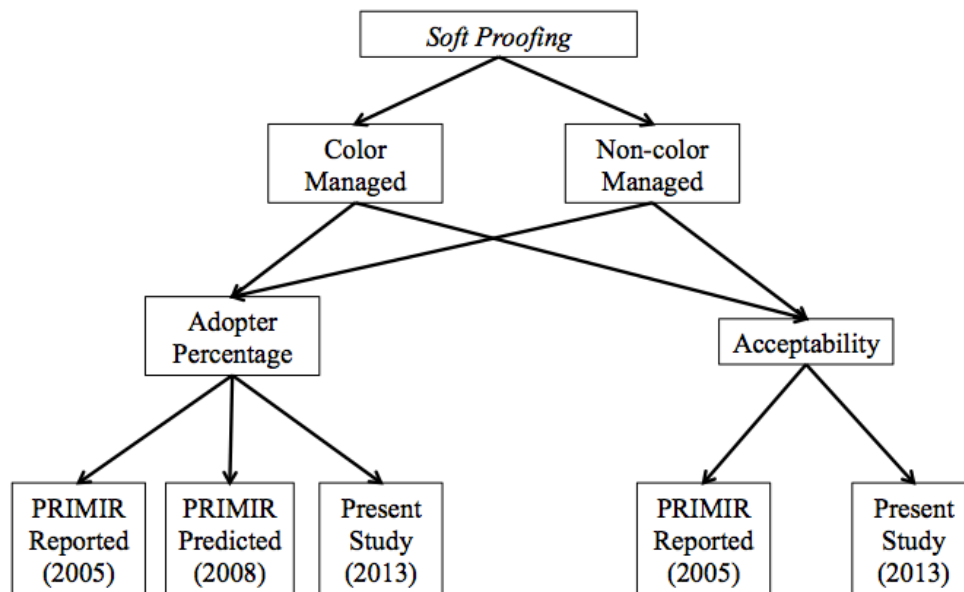 Soft Proofing
Color
Managed
Non-color
Managed
Adopter
Percentage
Acceptability
PRIMIR
Reported
(2005)
PRIMIR
Predicted
(2008)
Present
Study
(2013)
PRIMIR
Reported
(2005)
Present
Study
(2013)